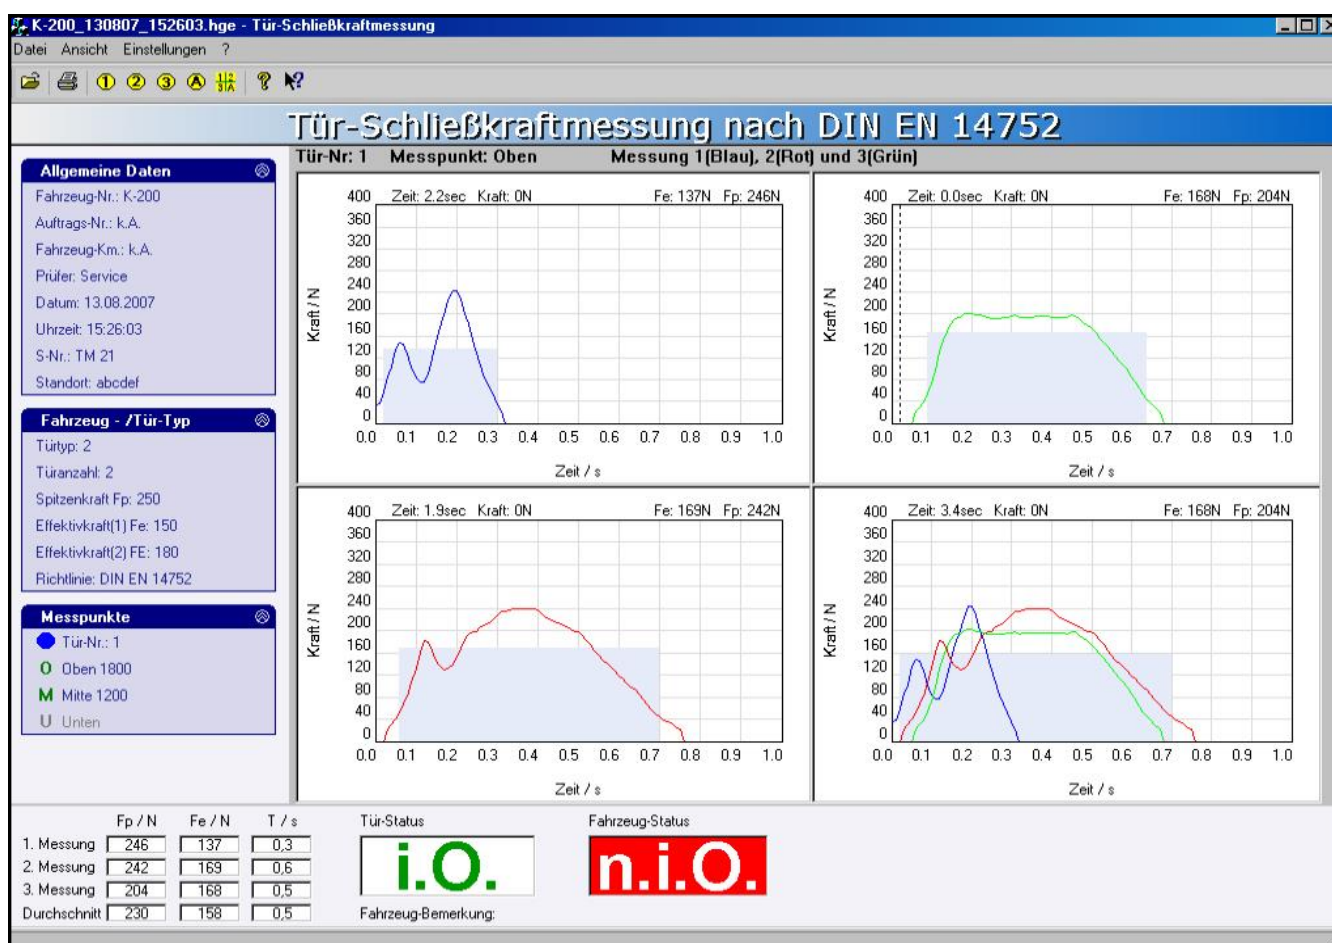 K-200_130807_152603.hge - Tür-Schließkraftmessung
Datei Ansicht Einstellungen ?
1 2 3 A
Tür-Schließkraftmessung nach DIN EN 14752
Tür-Nr: 1 Messpunkt: Oben Messung 1(Blau), 2(Rot) und 3(Grün)
Allgemeine Daten
Fahrzeug-Nr.: K-200
Auftrags-Nr.: k.A.
Fahrzeug-Km.: k.A.
Prüfer: Service
Datum: 13.08.2007
Uhrzeit: 15:26:03
S-Nr.: TM 21
Standort: abcdef
Fahrzeug - /Tür-Typ
Türtyp: 2
Türanzahl: 2
Spitzenkraft Fp: 250
Effektivkraft(1) Fe: 150
Effektivkraft(2) FE: 180
Richtlinie: DIN EN 14752
Messpunkte
Tür-Nr.: 1
O Oben 1800
M Mitte 1200
U Unten
Zeit: 2.2sec Kraft: 0N Fe: 137N Fp: 246N
400
360
320
280
240
200
160
120
80
40
0
Kraft / N
0.0 0.1 0.2 0.3 0.4 0.5 0.6 0.7 0.8 0.9 1.0
Zeit / s
Zeit: 0.0sec Kraft: 0N Fe: 168N Fp: 204N
400
360
320
280
240
200
160
120
80
40
0
Kraft / N
0.0 0.1 0.2 0.3 0.4 0.5 0.6 0.7 0.8 0.9 1.0
Zeit / s
Zeit: 1.9sec Kraft: 0N Fe: 169N Fp: 242N
400
360
320
280
240
200
160
120
80
40
0
Kraft / N
0.0 0.1 0.2 0.3 0.4 0.5 0.6 0.7 0.8 0.9 1.0
Zeit / s
Zeit: 3.4sec Kraft: 0N Fe: 168N Fp: 204N
400
360
320
280
240
200
160
120
80
40
0
Kraft / N
0.0 0.1 0.2 0.3 0.4 0.5 0.6 0.7 0.8 0.9 1.0
Zeit / s
Fp / N Fe / N T / s
1. Messung 246 137 0,3
2. Messung 242 169 0,6
3. Messung 204 168 0,5
Durchschnitt 230 158 0,5
Tür-Status
i.O.
Fahrzeug-Status
n.i.O.
Fahrzeug-Bemerkung: